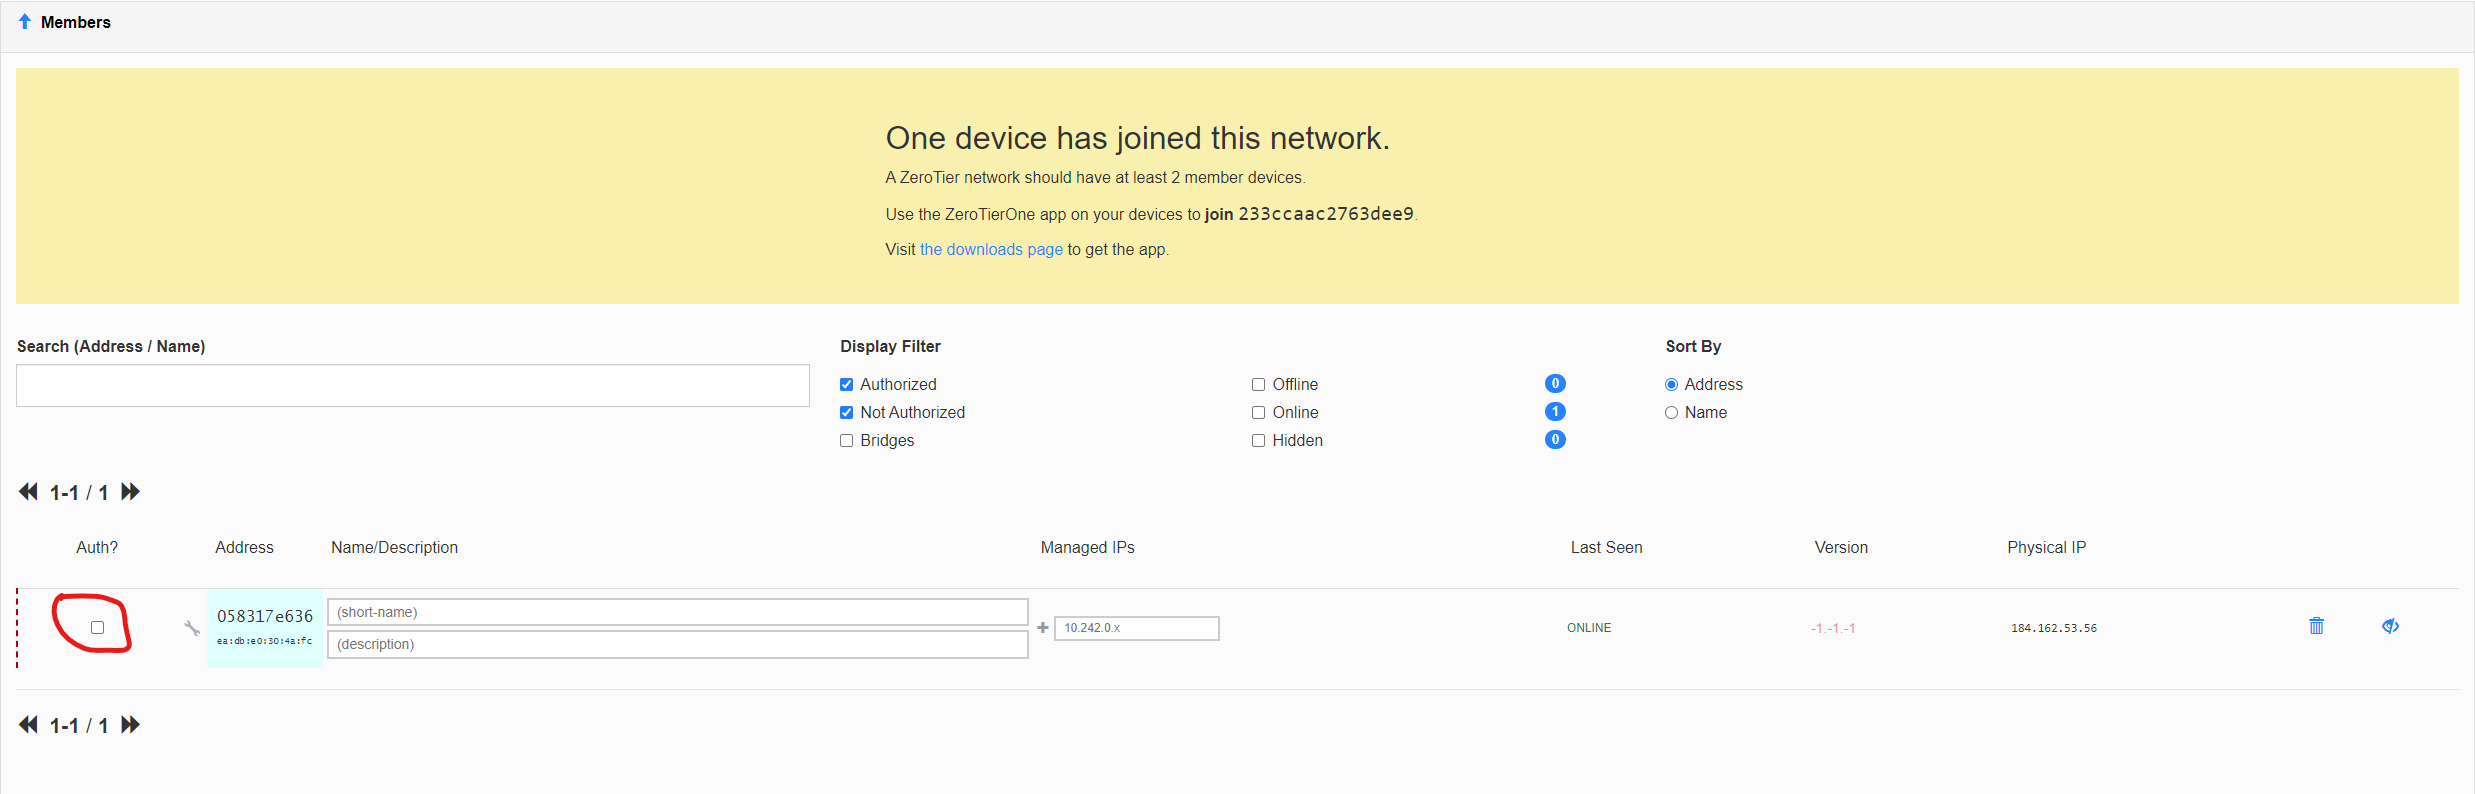 Members
One device has joined this network.
A ZeroTier network should have at least 2 member devices.
Use the ZeroTierOne app on your devices to join 233ccaac2763dee9.
Visit the downloads page to get the app.
Search (Address / Name)
Display Filter
Sort By
Authorized
Offline
0
Address
Not Authorized
Online
1
Name
Bridges
Hidden
0
1-1 / 1
Auth?
Address
Name/Description
Managed IPs
Last Seen
Version
Physical IP
058317e636
ea:db:e0:30:4a:fc
(short-name)
(description)
10.242.0.x
ONLINE
-1.-1.-1
184.162.53.56
1-1 / 1